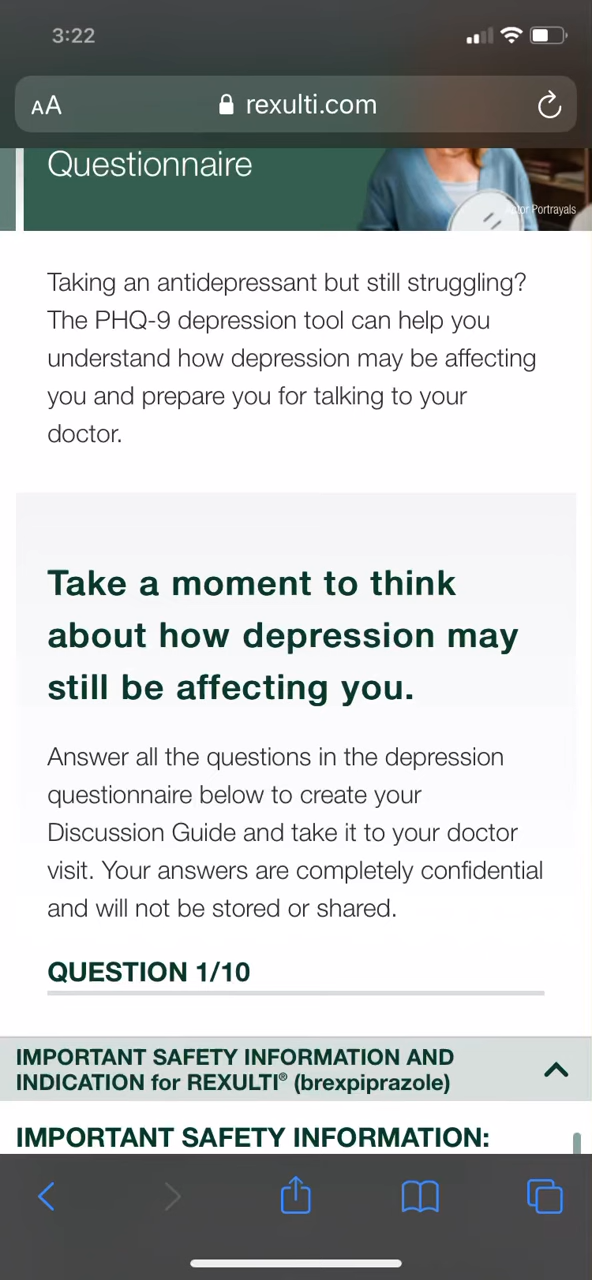 3:22
AA rexulti.com
Questionnaire
Portrayals
Taking an antidepressant but still struggling?
The PHQ-9 depression tool can help you
understand how depression may be affecting
you and prepare you for talking to your
doctor.
Take a moment to think
about how depression may
still be affecting you.
Answer all the questions in the depression
questionnaire below to create your
Discussion Guide and take it to your doctor
visit. Your answers are completely confidential
and will not be stored or shared.
QUESTION 1/10
IMPORTANT SAFETY INFORMATION AND
INDICATION for REXULTI® (brexpiprazole)
IMPORTANT SAFETY INFORMATION: